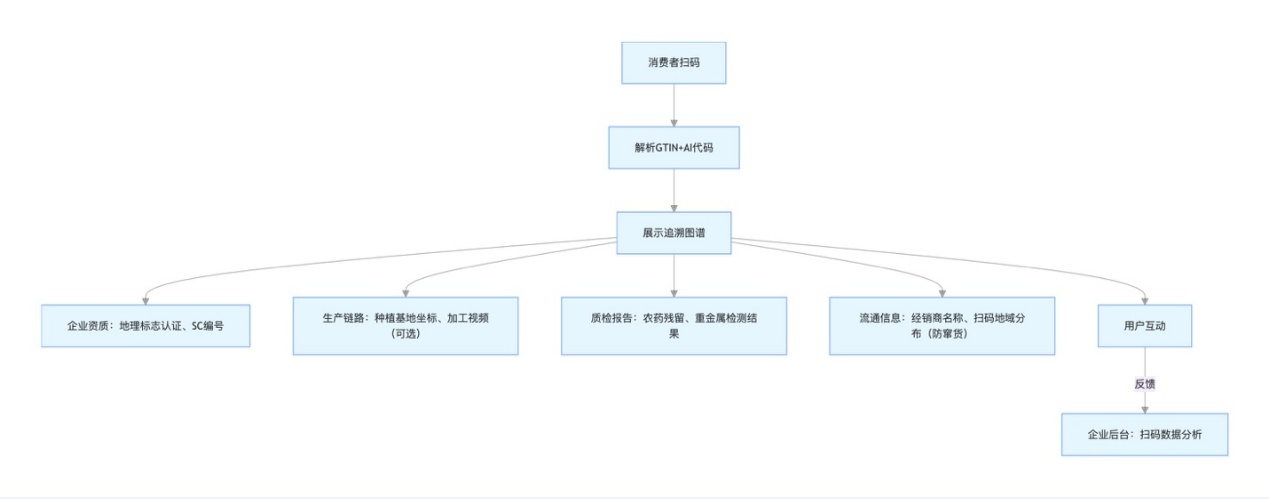 消费者扫码
解析GTIN+AI代码
展示追溯图谱
企业资质：地理标志认证、SC编号
生产链路：种植基地坐标、加工视频
（可选）
质检报告：农药残留、重金属检测结
果
流通信息：经销商名称、扫码地域分
布（防窜货）
用户互动
反馈
企业后台：扫码数据分析